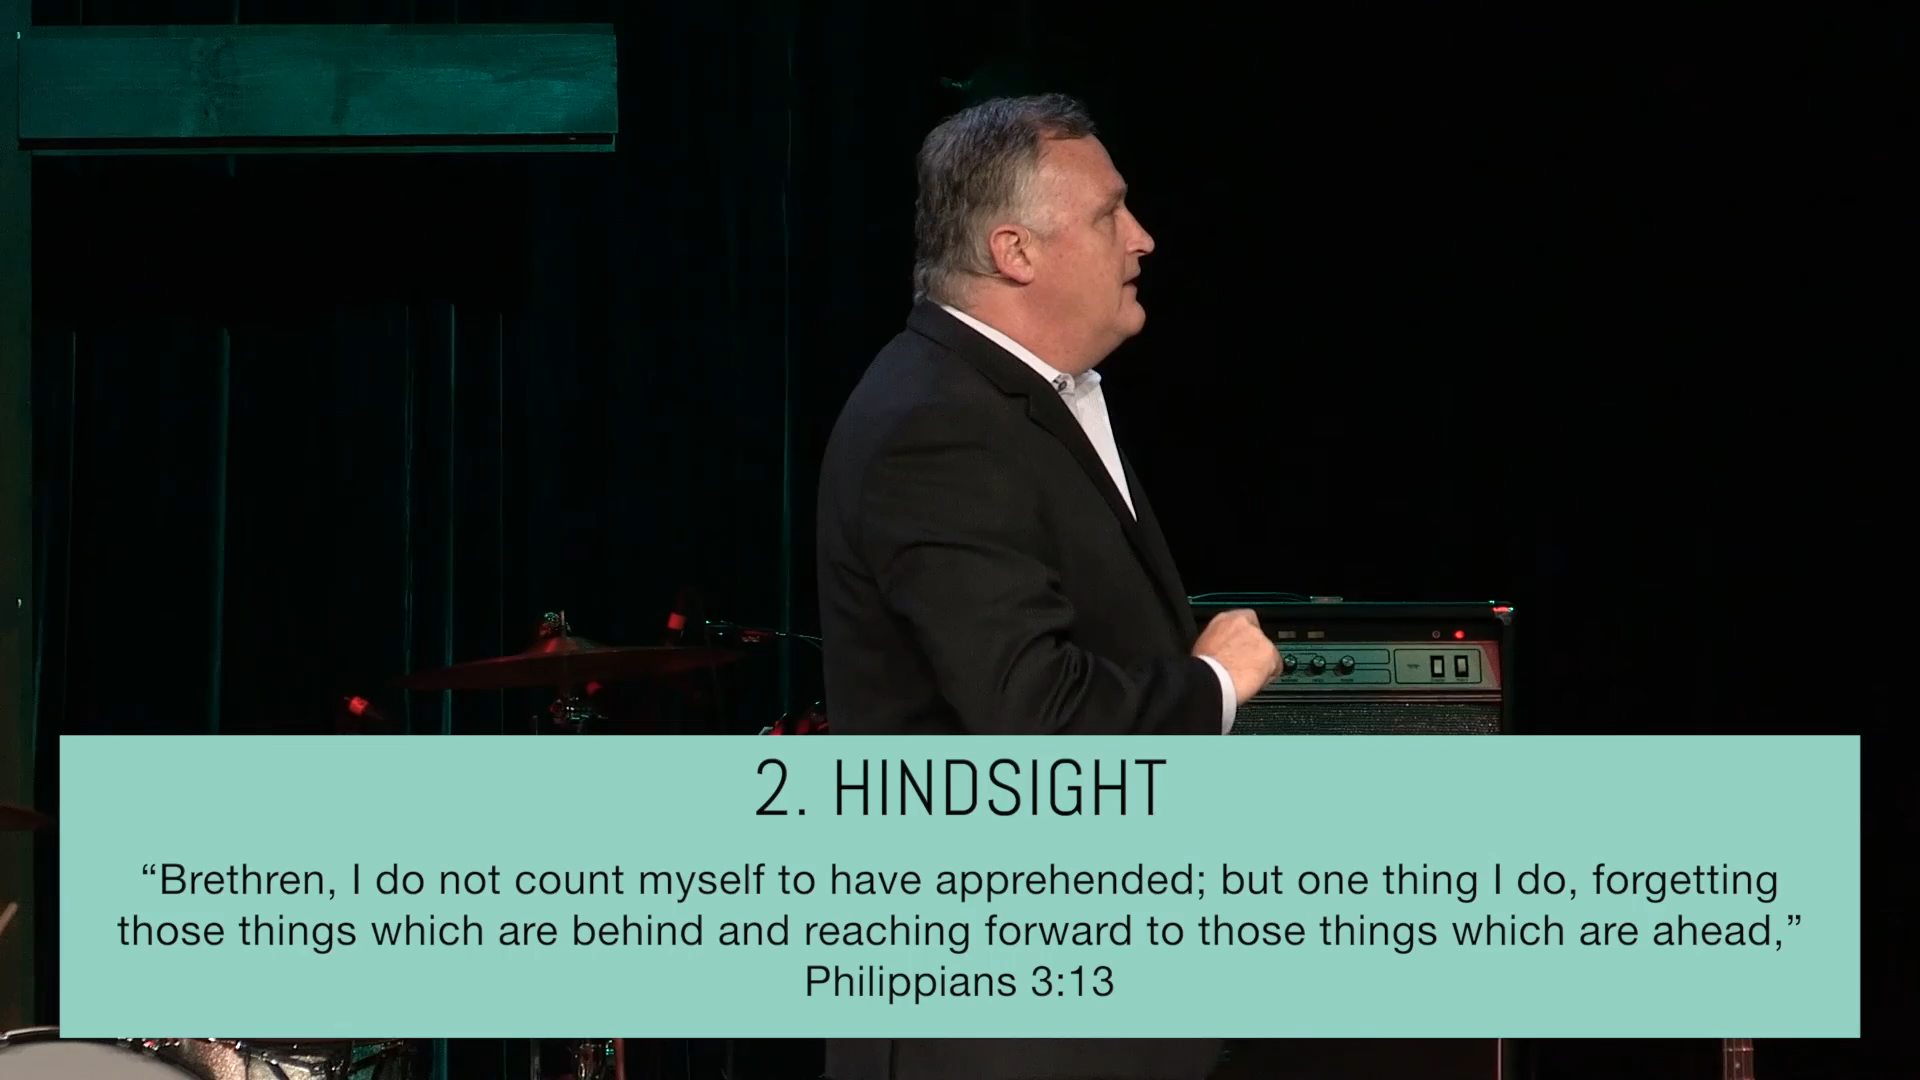 2. HINDSIGHT
“Brethren, I do not count myself to have apprehended; but one thing I do, forgetting
those things which are behind and reaching forward to those things which are ahead,”
Philippians 3:13